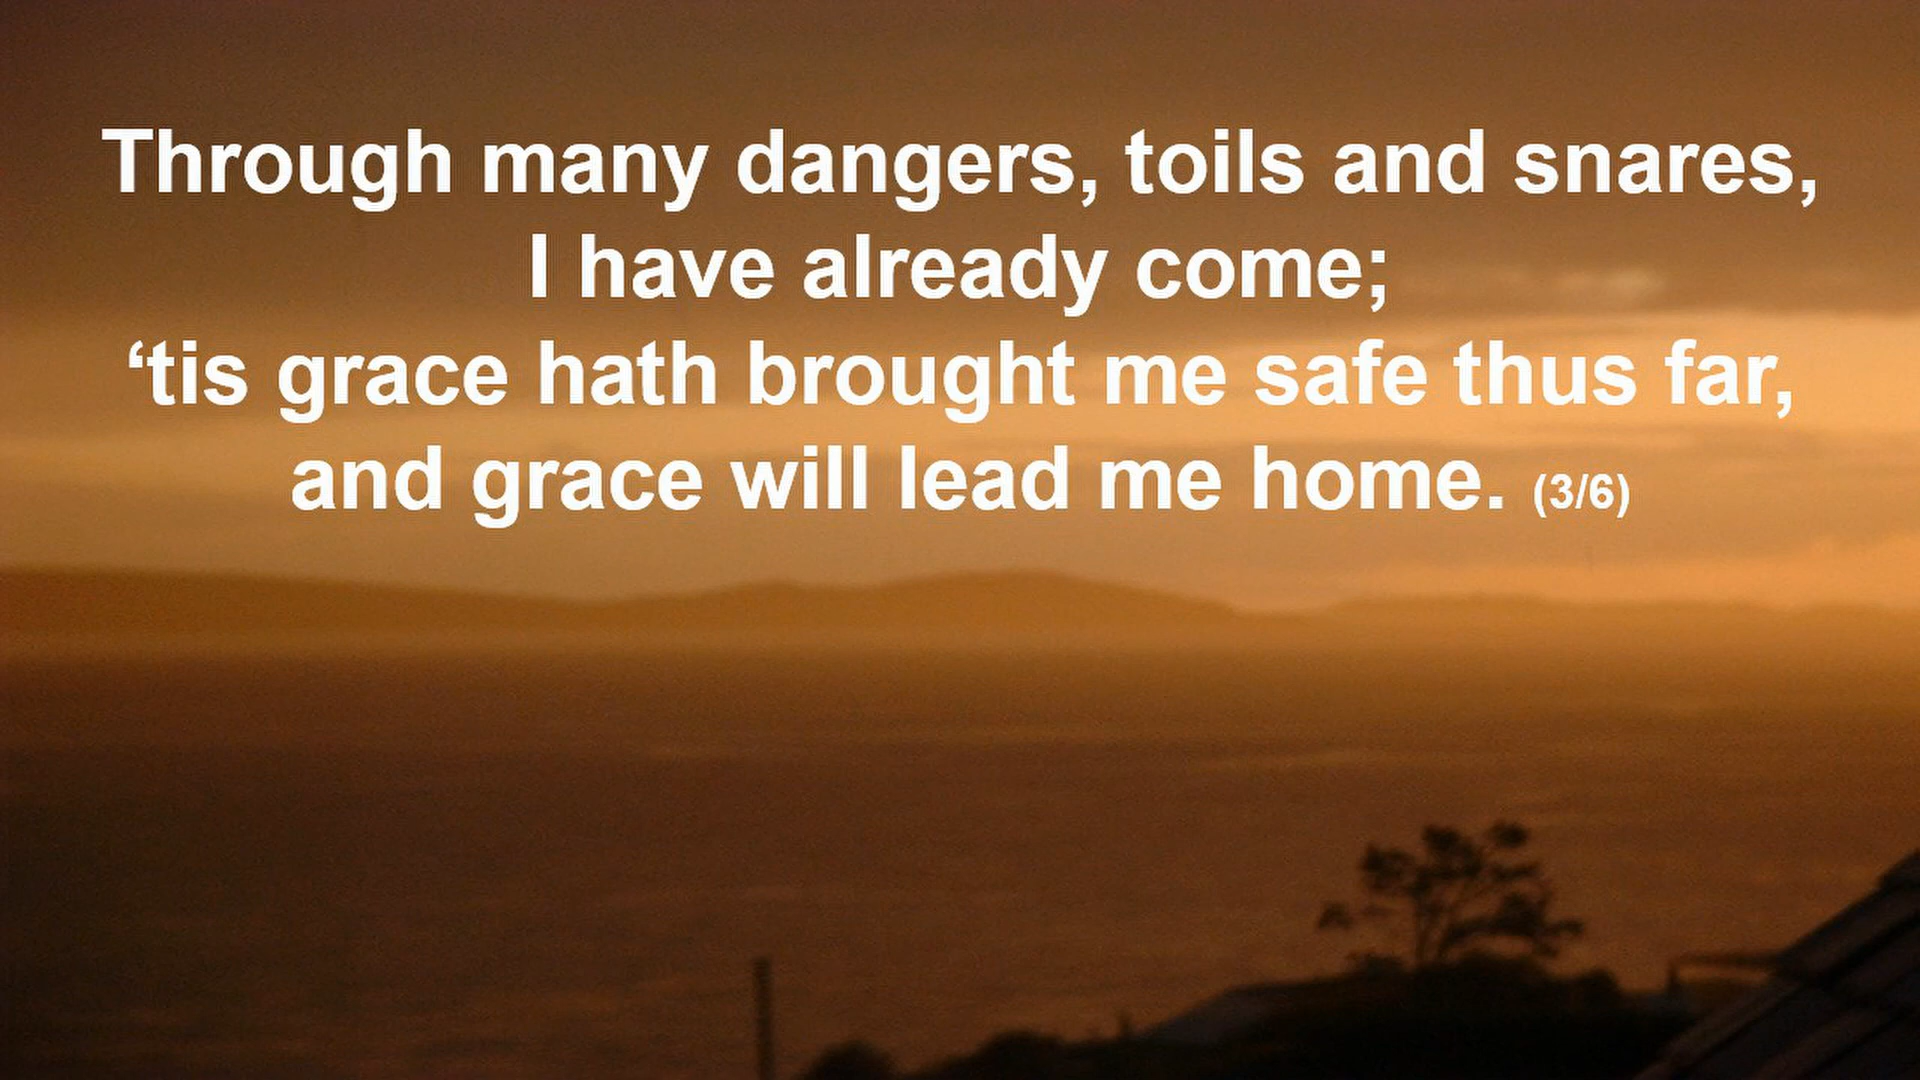 Through many dangers, toils and snares,
I have already come;
‘tis grace hath brought me safe thus far,
and grace will lead me home. (3/6)